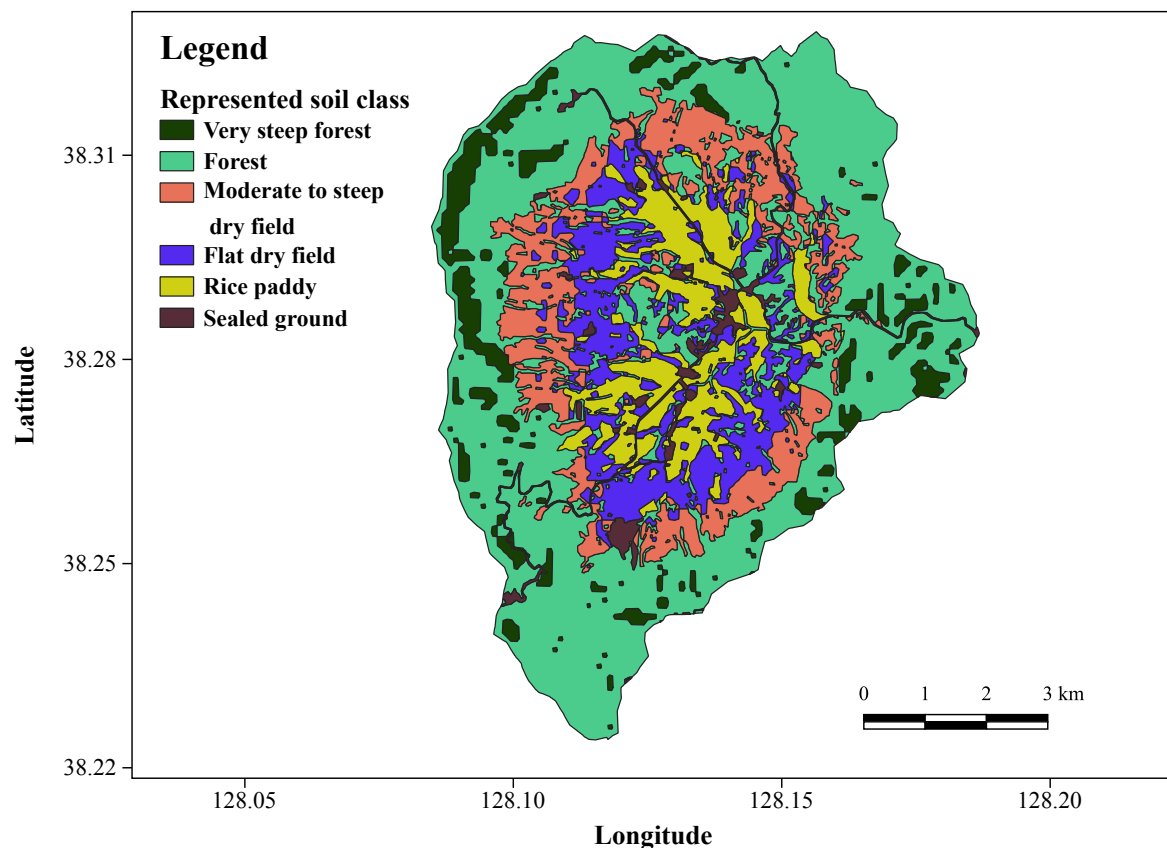 Legend
Represented soil class
Very steep forest
Forest
Moderate to steep
dry field
Flat dry field
Rice paddy
Sealed ground
38.31
38.28
38.25
38.22
Latitude
0 1 2 3 km
128.05 128.10 128.15 128.20
Longitude